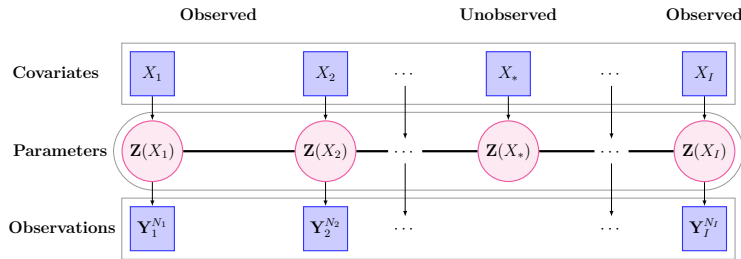 Observed Unobserved Observed
Covariates X_1 X_2 ⋯ X_* ⋯ X_I
Parameters Z(X_1) Z(X_2) ⋯ Z(X_*) ⋯ Z(X_I)
Observations Y_1^{N_1} Y_2^{N_2} ⋯ ⋯ Y_I^{N_I}